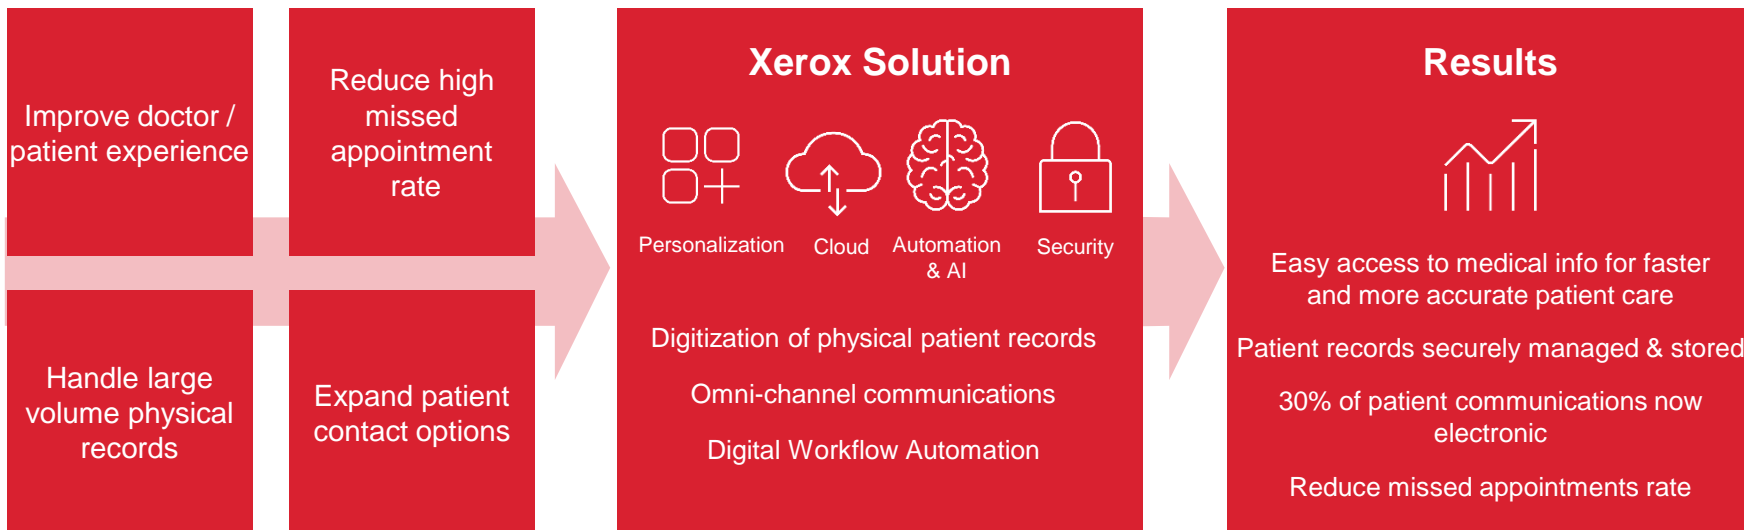 Improve doctor /
patient experience
Reduce high
missed
appointment
rate
Handle large
volume physical
records
Expand patient
contact options
Xerox Solution
Personalization
Cloud
Automation
& AI
Security
Digitization of physical patient records
Omni-channel communications
Digital Workflow Automation
Results
Easy access to medical info for faster
and more accurate patient care
Patient records securely managed & stored
30% of patient communications now
electronic
Reduce missed appointments rate